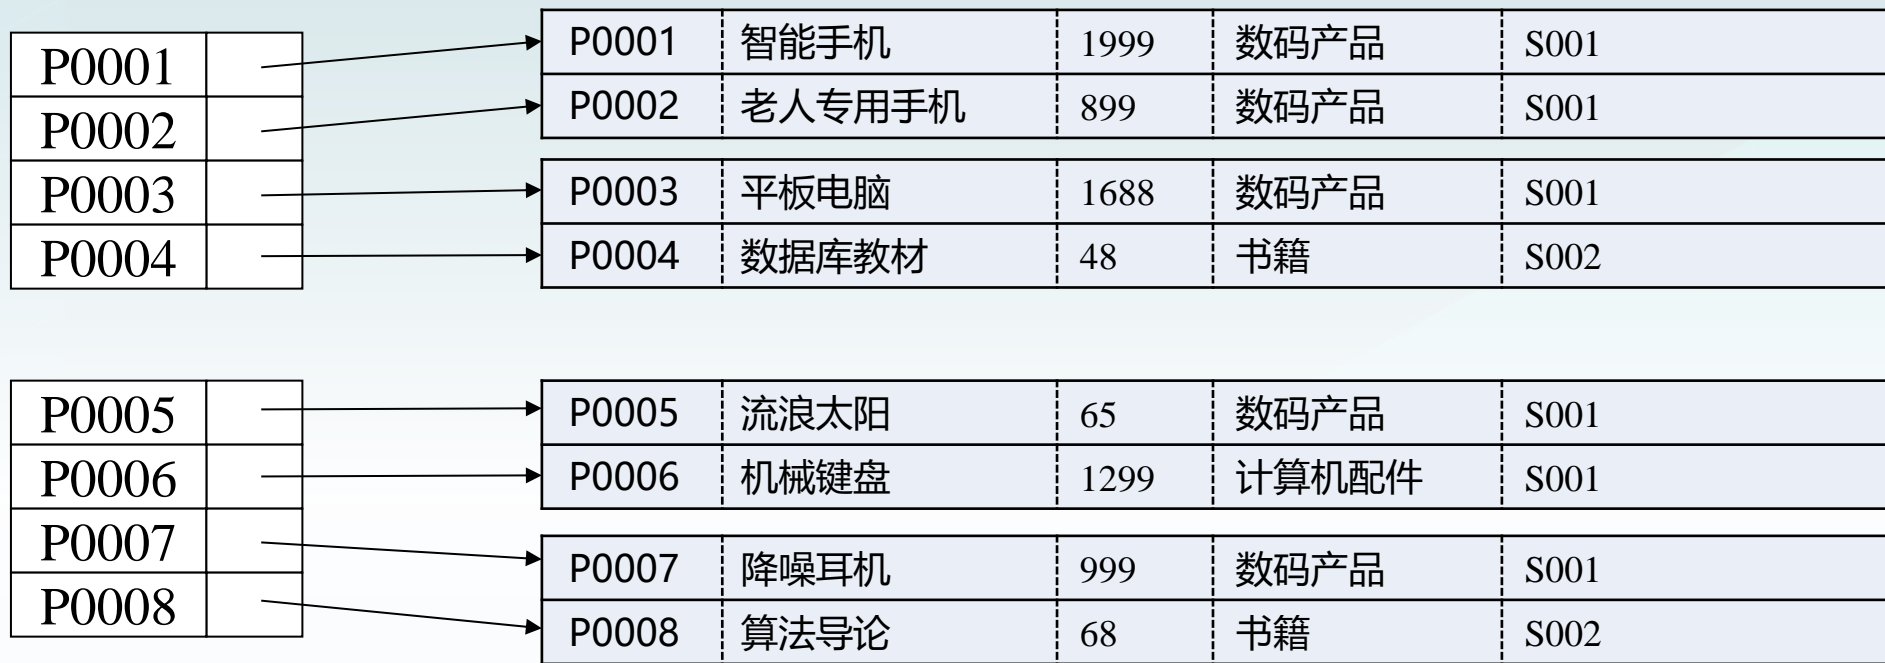 P0001
P0002
P0003
P0004
P0001 智能手机 1999 数码产品 S001
P0002 老人专用手机 899 数码产品 S001
P0003 平板电脑 1688 数码产品 S001
P0004 数据库教材 48 书籍 S002
P0005
P0006
P0007
P0008
P0005 流浪太阳 65 数码产品 S001
P0006 机械键盘 1299 计算机配件 S001
P0007 降噪耳机 999 数码产品 S001
P0008 算法导论 68 书籍 S002